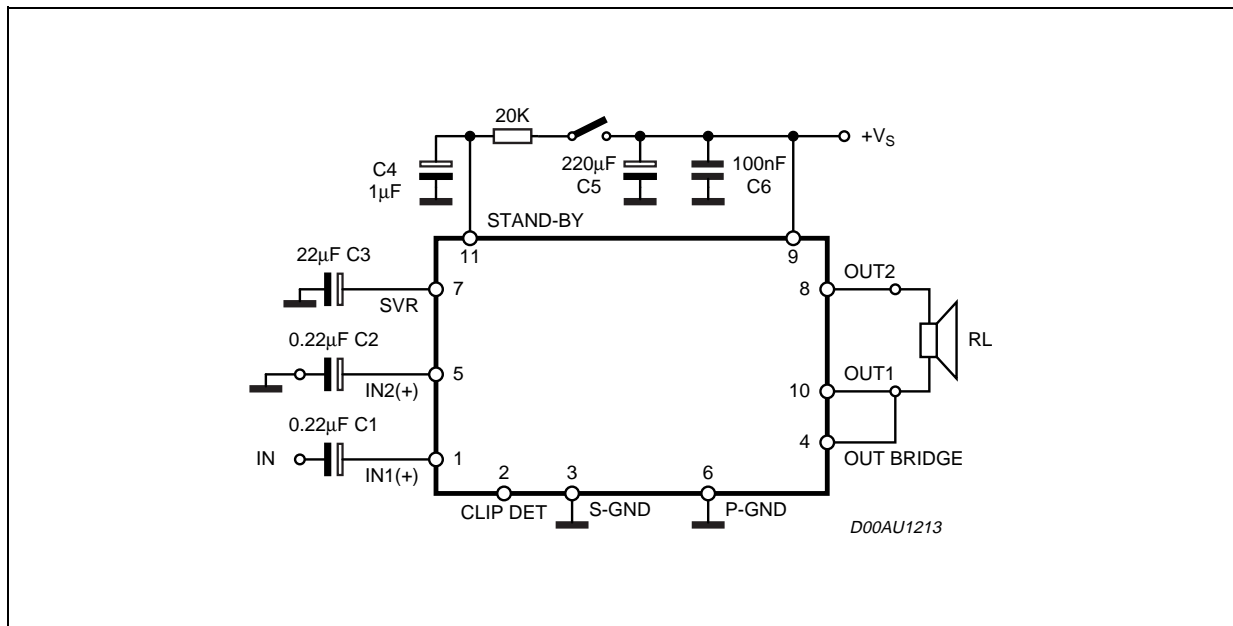 20K
+VS
C4
1μF
220μF
C5
100nF
C6
STAND-BY
11
9
22μF C3
SVR
7
8
OUT2
0.22μF C2
IN2(+)
5
RL
OUT1
10
0.22μF C1
IN
IN1(+)
1
4
OUT BRIDGE
2
3
6
CLIP DET
S-GND
P-GND
D00AU1213